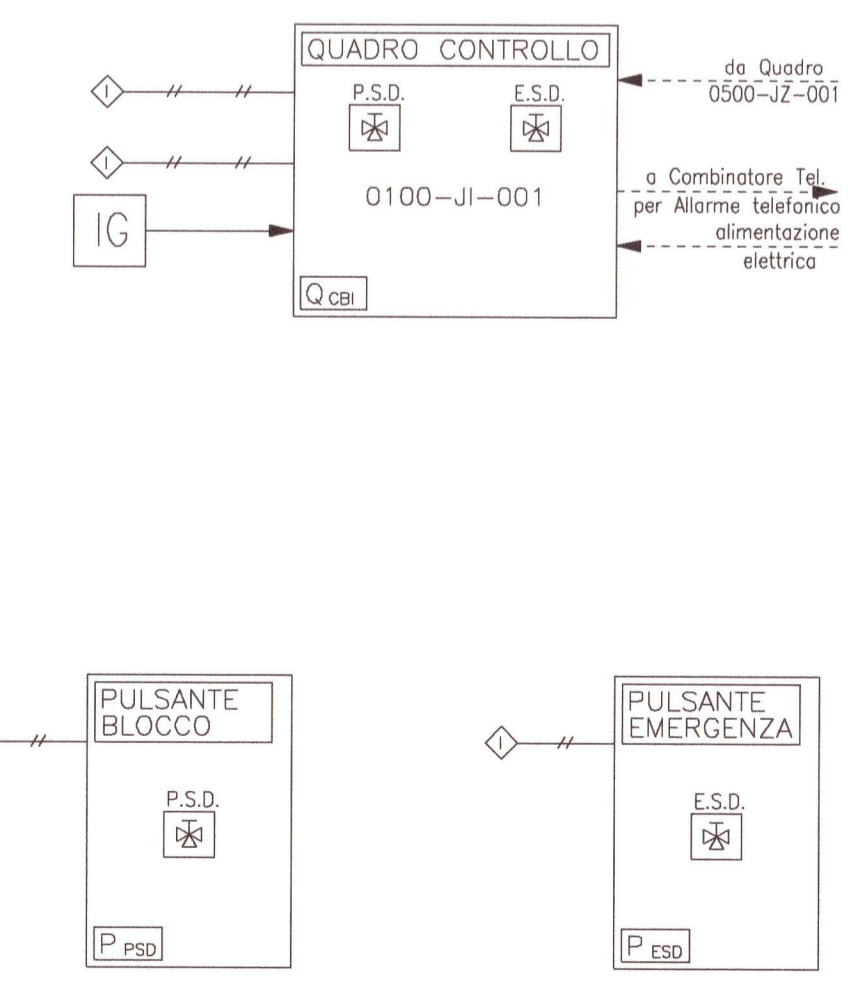 QUADRO CONTROLLO
P.S.D.
E.S.D.
0100-JI-001
Q CBI
I
I
IG
da Quadro
0500-JZ-001
a Combinatore Tel.
per Allarme telefonico
alimentazione
elettrica
PULSANTE
BLOCCO
P.S.D.
P PSD
I
PULSANTE
EMERGENZA
E.S.D.
P ESD